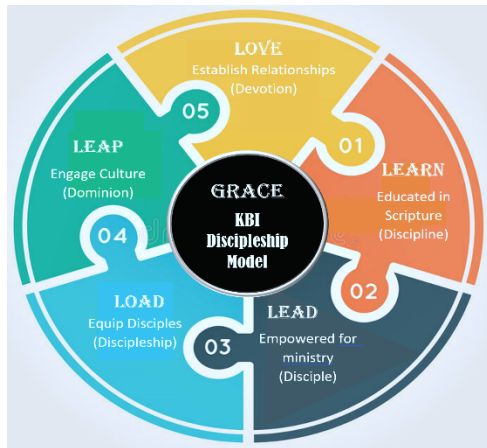 LOVE
Establish Relationships
(Devotion)
01
LEARN
Educated in
Scripture
(Discipline)
02
LEAD
Empowered for
ministry
(Disciple)
03
LOAD
Equip Disciples
(Discipleship)
04
LEAP
Engage Culture
(Dominion)
05
GRACE
KBI
Discipleship
Model